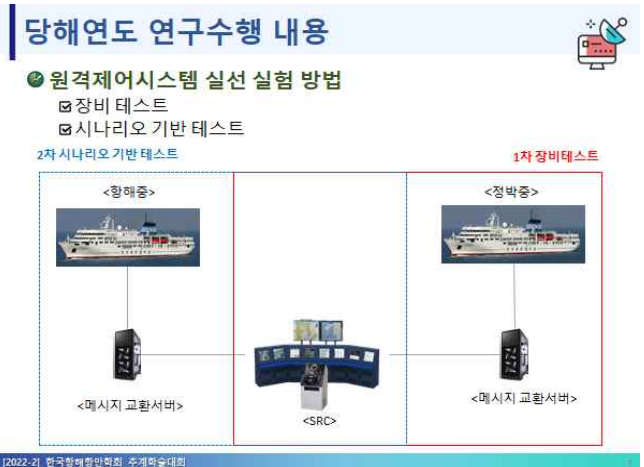 당해연도 연구수행 내용
원격제어시스템 실선 실험 방법
장비 테스트
시나리오 기반 테스트
2차 시나리오 기반 테스트
1차 장비테스트
<항해중>
<정박중>
<메시지 교환서버>
<SRC>
<메시지 교환서버>
[2022-2] 한국항해항만학회 추계학술대회